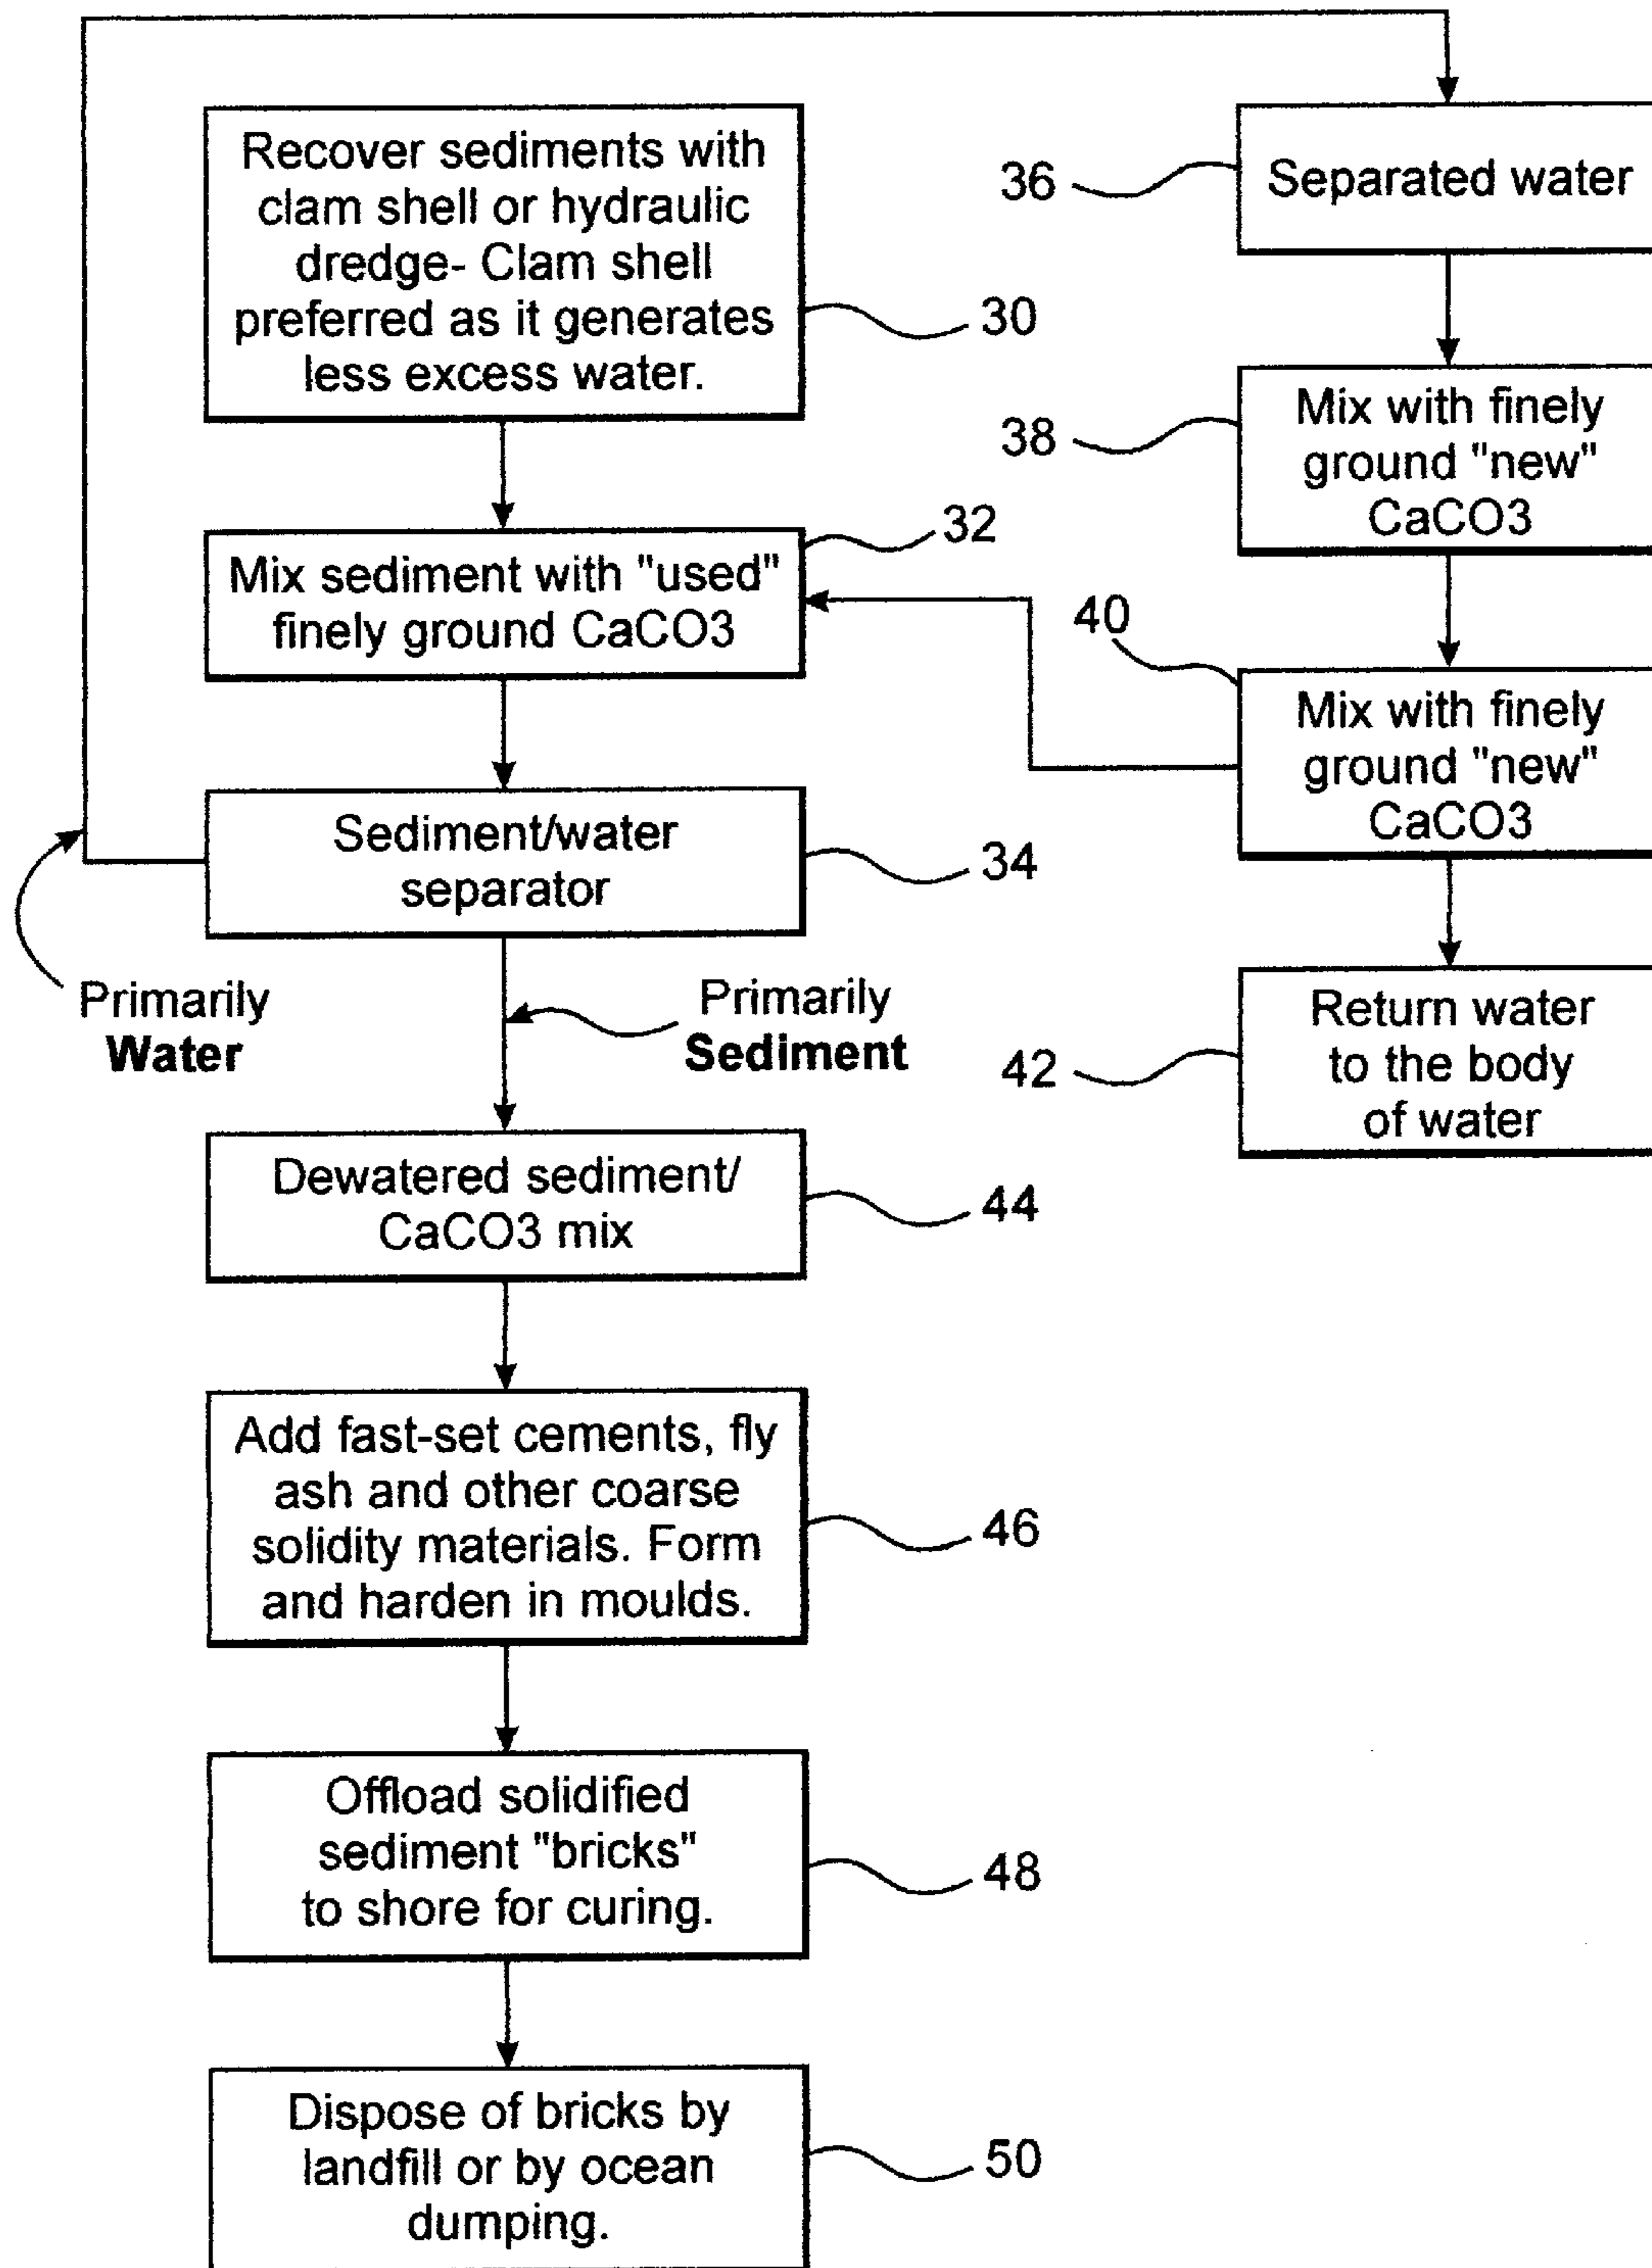 Recover sediments with
clam shell or hydraulic
dredge- Clam shell
preferred as it generates
less excess water.
30
Mix sediment with "used"
finely ground CaCO3
32
Sediment/water
separator
34
Primarily
Water
Primarily
Sediment
Dewatered sediment/
CaCO3 mix
44
Add fast-set cements, fly
ash and other coarse
solidity materials. Form
and harden in moulds.
46
Offload solidified
sediment "bricks"
to shore for curing.
48
Dispose of bricks by
landfill or by ocean
dumping.
50
36
Separated water
38
Mix with finely
ground "new"
CaCO3
40
Mix with finely
ground "new"
CaCO3
42
Return water
to the body
of water